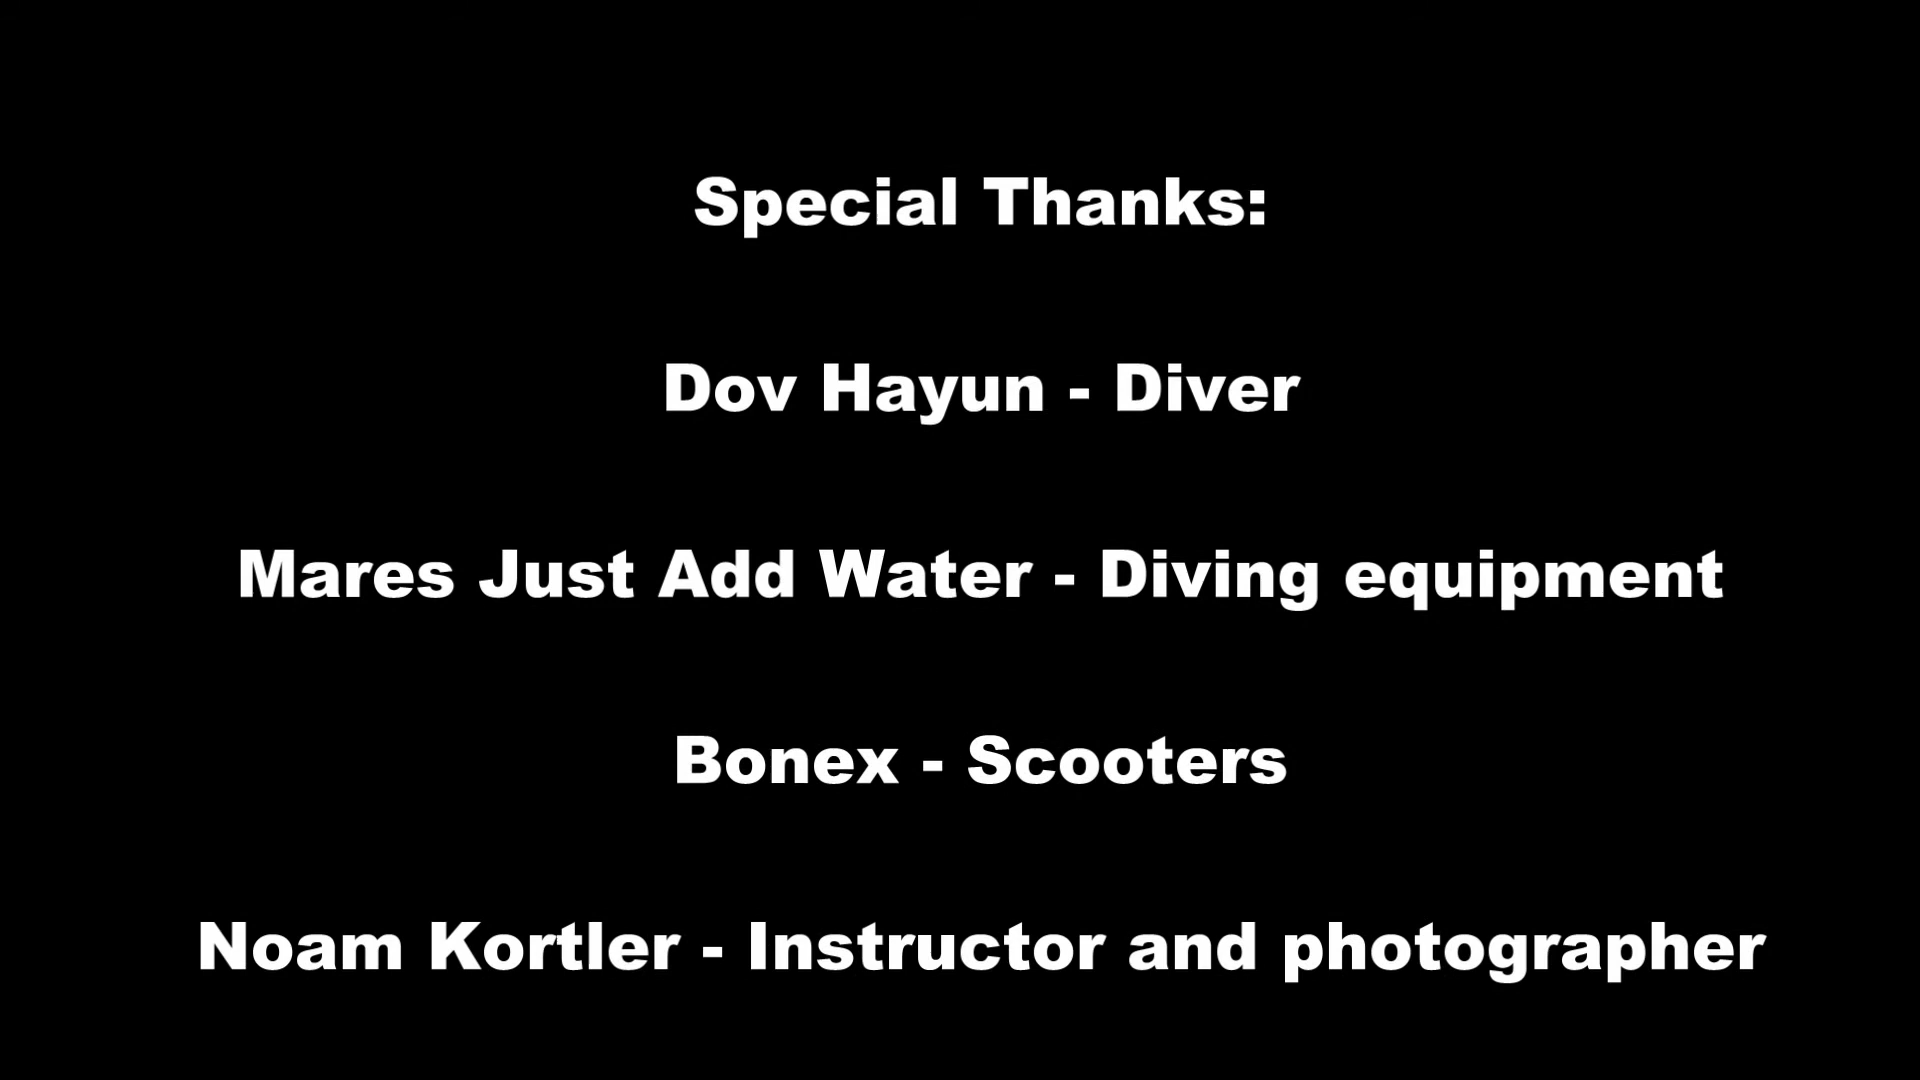 Special Thanks:
Dov Hayun - Diver
Mares Just Add Water - Diving equipment
Bonex - Scooters
Noam Kortler - Instructor and photographer